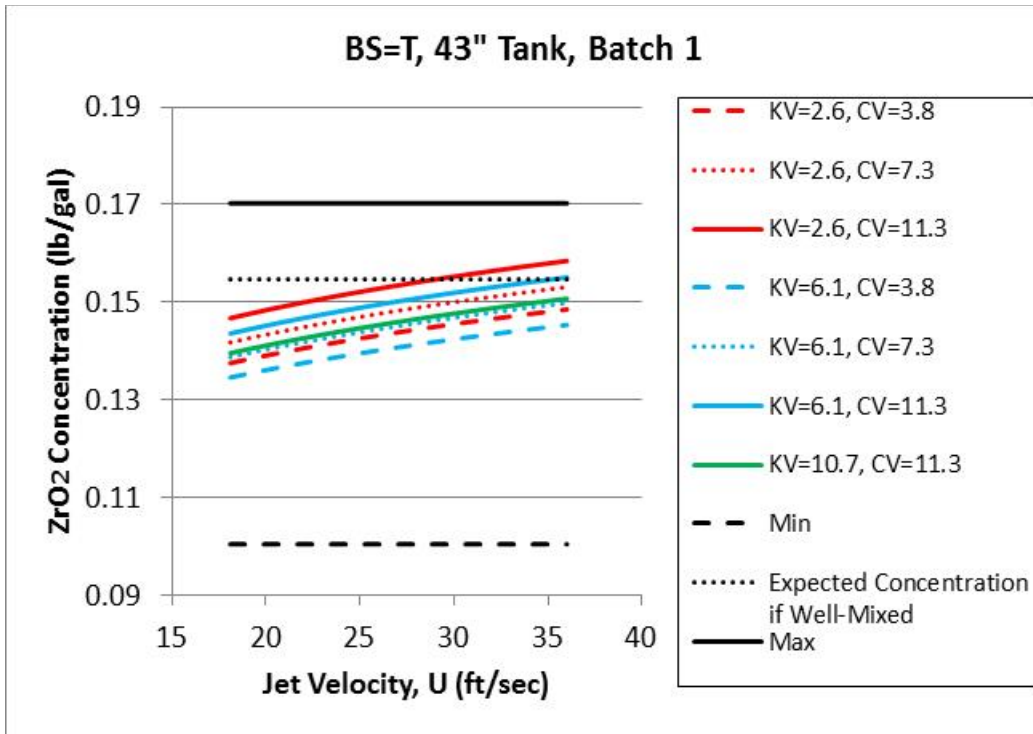 BS=T, 43" Tank, Batch 1
ZrO2 Concentration (lb/gal)
0.19
0.17
0.15
0.13
0.11
0.09
15 20 25 30 35 40
Jet Velocity, U (ft/sec)
KV=2.6, CV=3.8
KV=2.6, CV=7.3
KV=2.6, CV=11.3
KV=6.1, CV=3.8
KV=6.1, CV=7.3
KV=6.1, CV=11.3
KV=10.7, CV=11.3
Min
Expected Concentration
if Well-Mixed
Max